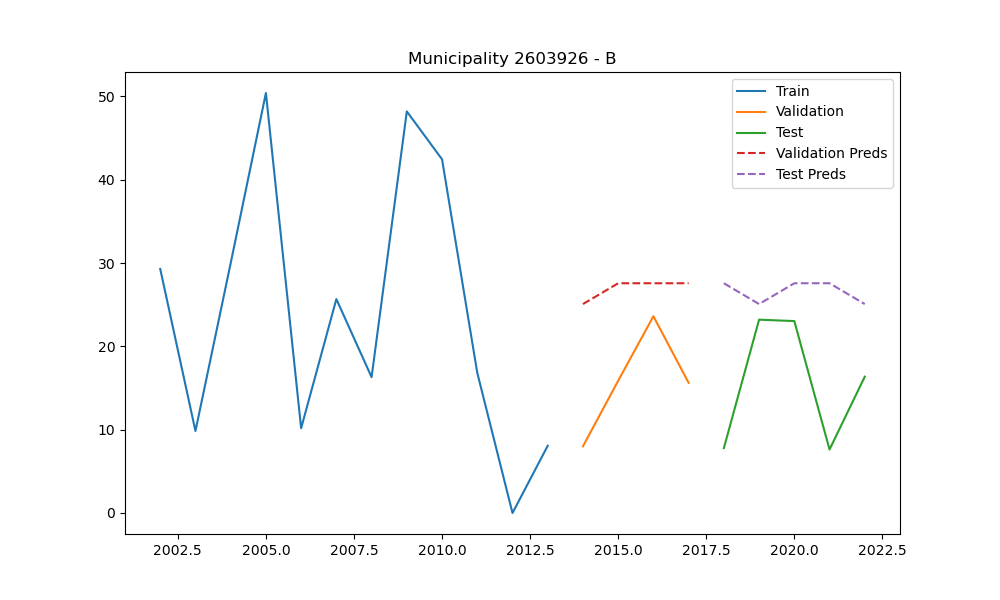 Municipality 2603926 - B
Train
Validation
Test
Validation Preds
Test Preds
50
40
30
20
10
0
2002.5 2005.0 2007.5 2010.0 2012.5 2015.0 2017.5 2020.0 2022.5